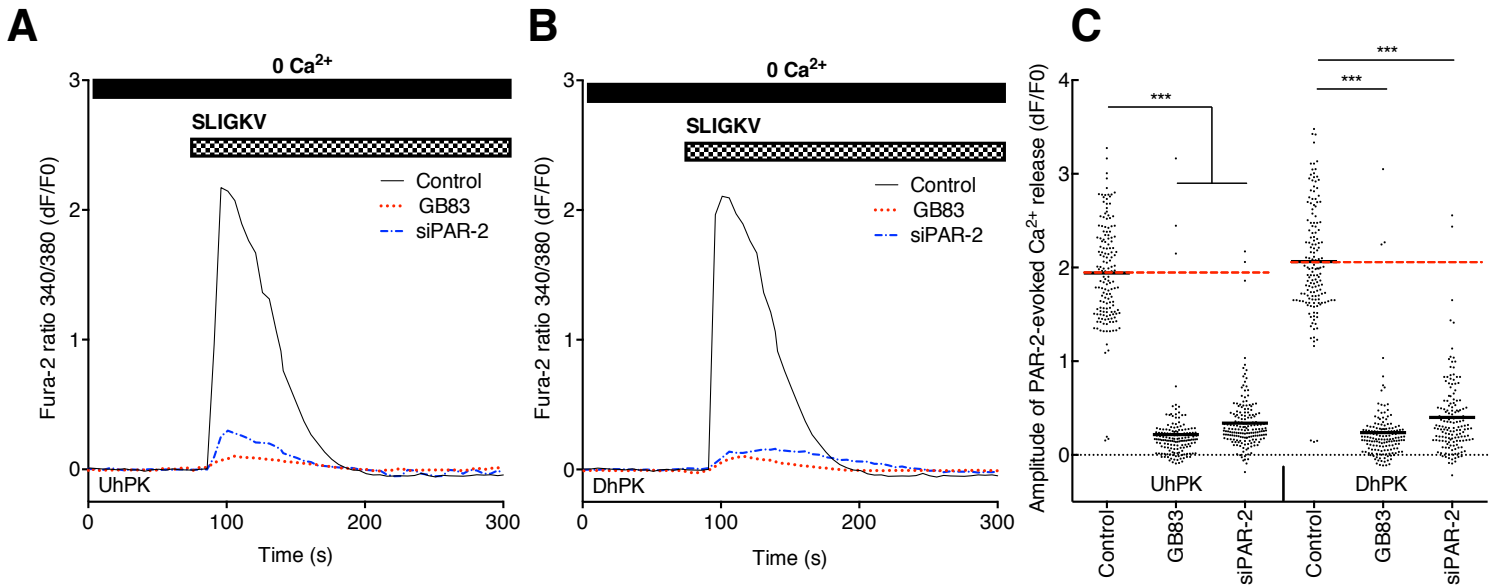 A
0 Ca²⁺
SLIGKV
Control
GB83
siPAR-2
Fura-2 ratio 340/380 (dF/F0)
3
2
1
0
UhPK
0
100
200
300
Time (s)
B
0 Ca²⁺
SLIGKV
Control
GB83
siPAR-2
Fura-2 ratio 340/380 (dF/F0)
3
2
1
0
DhPK
0
100
200
300
Time (s)
C
***
***
***
Amplitude of PAR-2-evoked Ca²⁺ release (dF/F0)
4
3
2
1
0
UhPK
DhPK
Control
GB83
siPAR-2
Control
GB83
siPAR-2